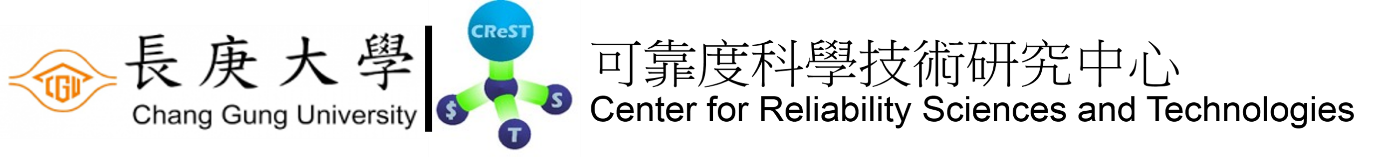 CGU
長庚大學
Chang Gung University
CReST
$
S
T
可靠度科學技術研究中心
Center for Reliability Sciences and Technologies